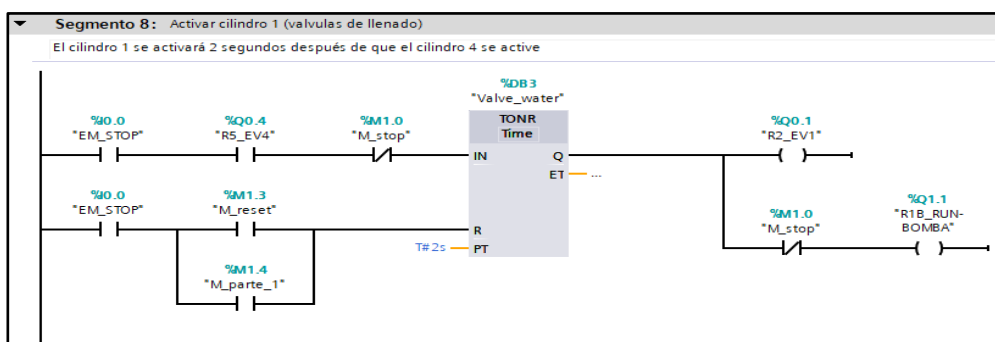 Segmento 8: Activar cilindro 1 (valvulas de llenado)
El cilindro 1 se activará 2 segundos después de que el cilindro 4 se active
%DB3
"Valve_water"
%I0.0
"EM_STOP"
%Q0.4
"R5_EV4"
%M1.0
"M_stop"
TONR
Time
IN
Q
ET
...
%Q0.1
"R2_EV1"
%I0.0
"EM_STOP"
%M1.3
"M_reset"
R
T#2s
PT
%M1.0
"M_stop"
%Q1.1
"R1B_RUN-
BOMBA"
%M1.4
"M_parte_1"